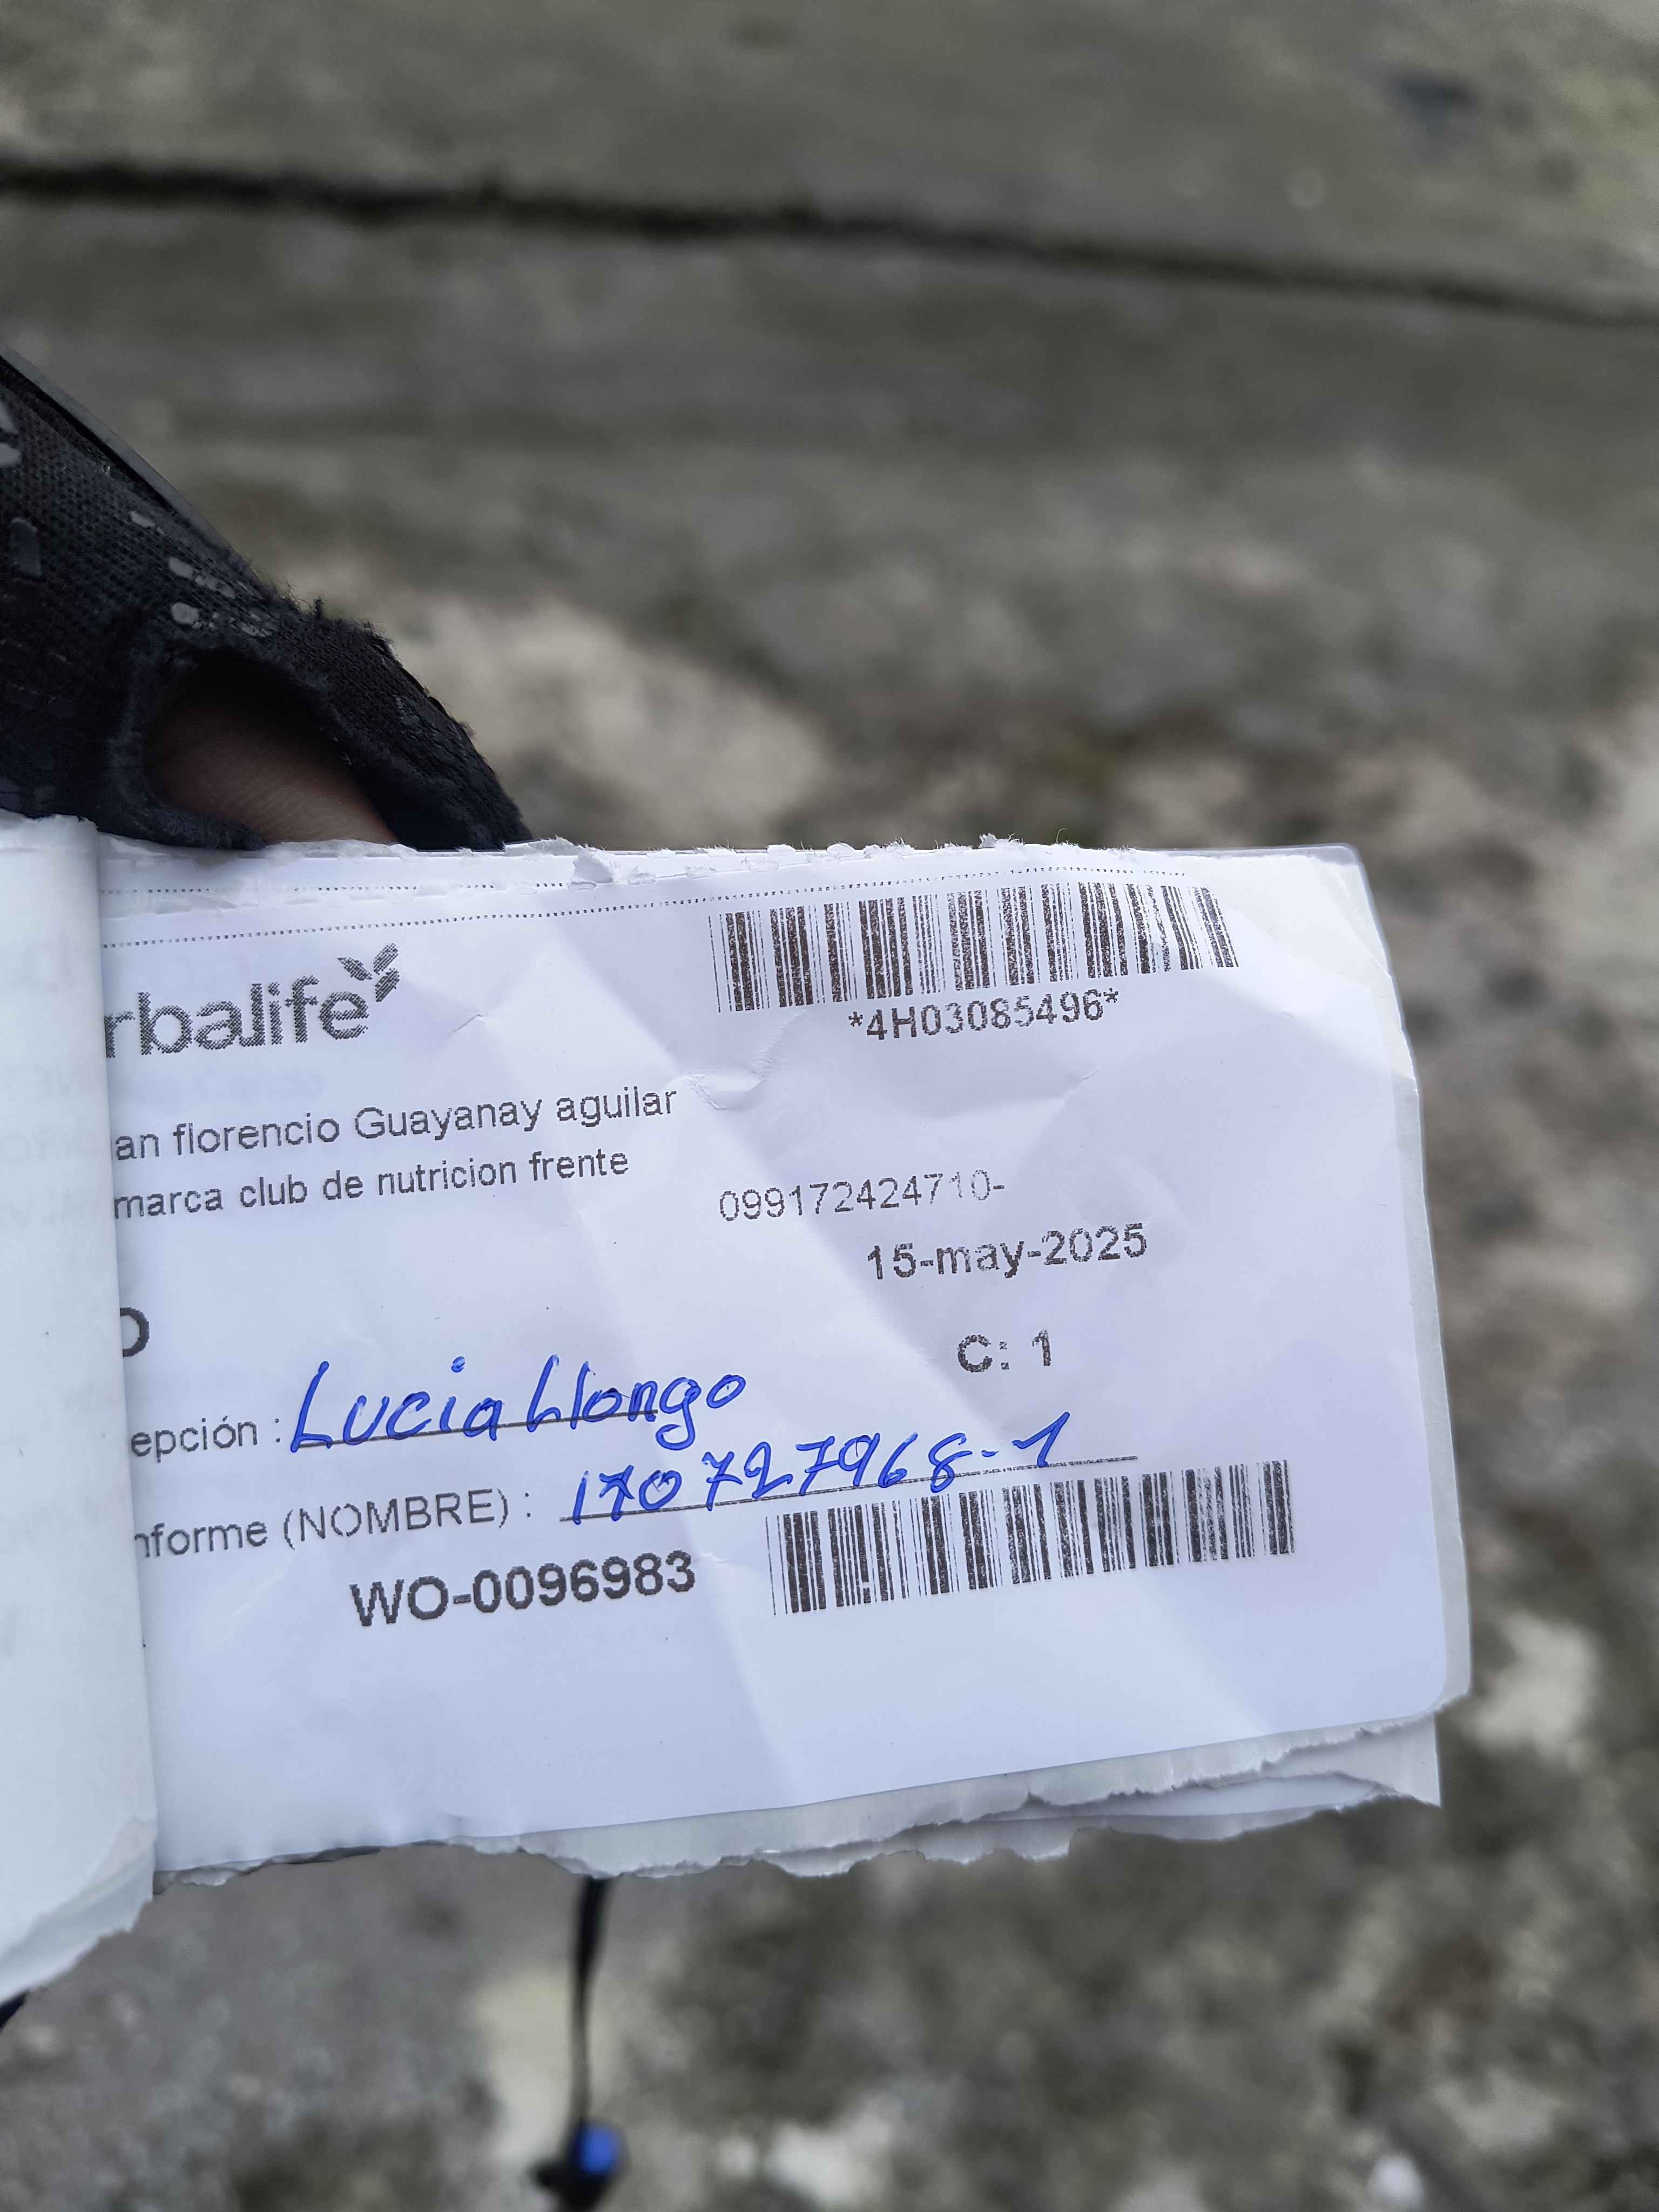 rbalife
*4H03085496*
an florencio Guayanay aguilar
marca club de nutricion frente
099172424710-
15-may-2025
O
C: 1
epción : Lucia Llongo
nforme (NOMBRE) : 170727968-1
WO-0096983